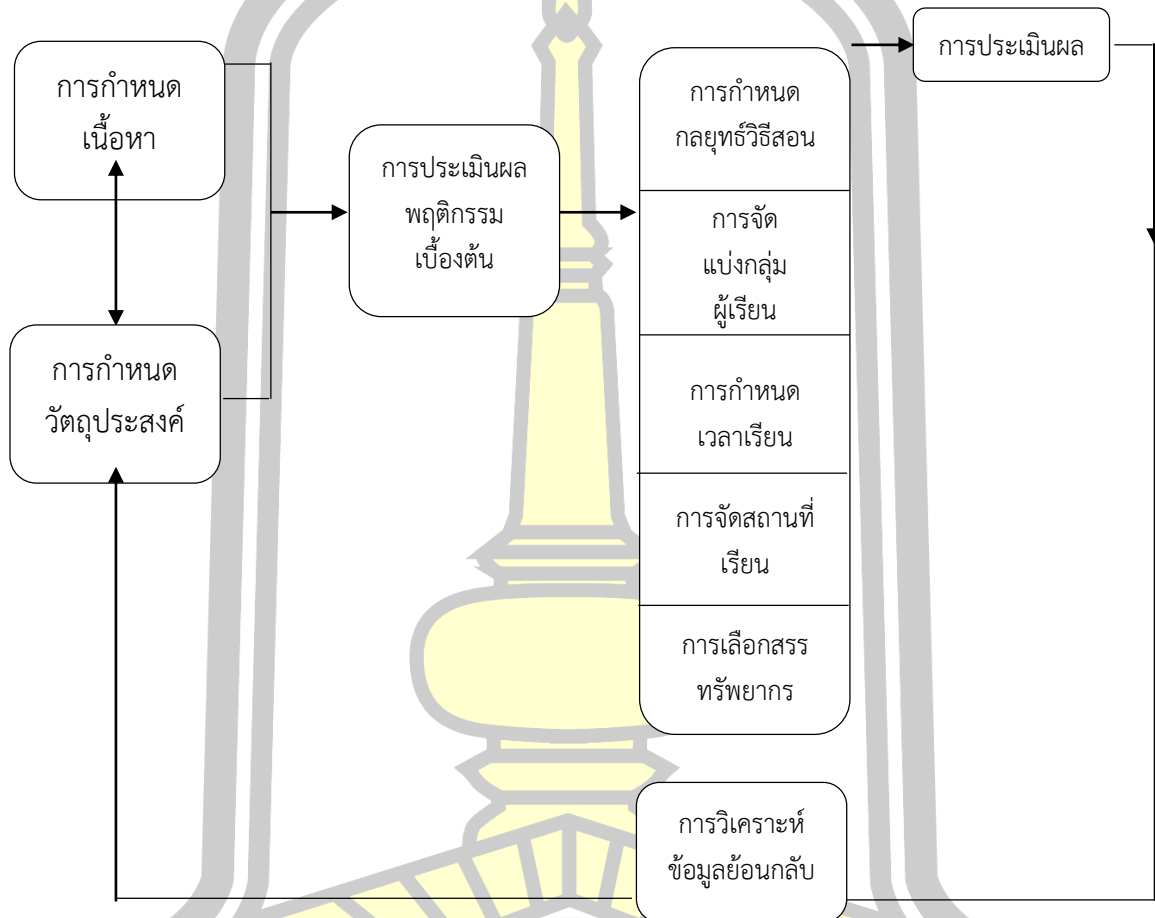 การกำหนด
เนื้อหา
การกำหนด
วัตถุประสงค์
การประเมินผล
พฤติกรรม
เบื้องต้น
การกำหนด
กลยุทธ์วิธีสอน
การจัด
แบ่งกลุ่ม
ผู้เรียน
การกำหนด
เวลาเรียน
การจัดสถานที่
เรียน
การเลือกสรร
ทรัพยากร
การประเมินผล
การวิเคราะห์
ข้อมูลย้อนกลับ